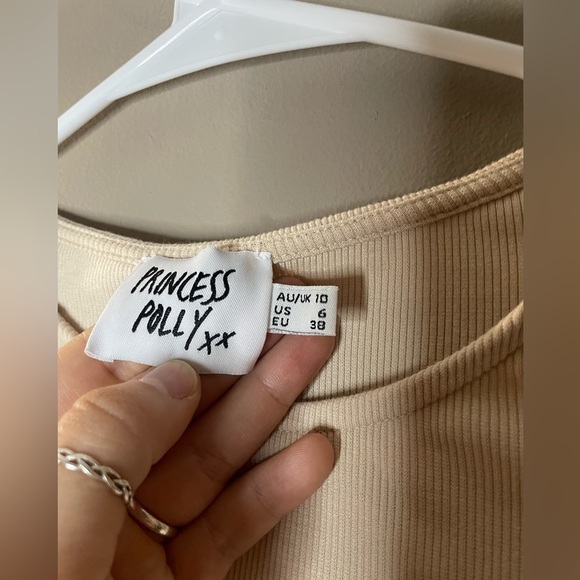 PRINCESS
POLLY xx
AU/UK 10
US 6
EU 38